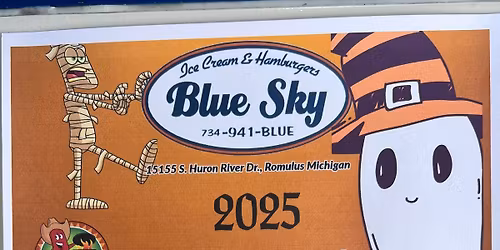 Ice Cream & Hamburgers
Blue Sky
734-941-BLUE
15155 S. Huron River Dr., Romulus Michigan
2025